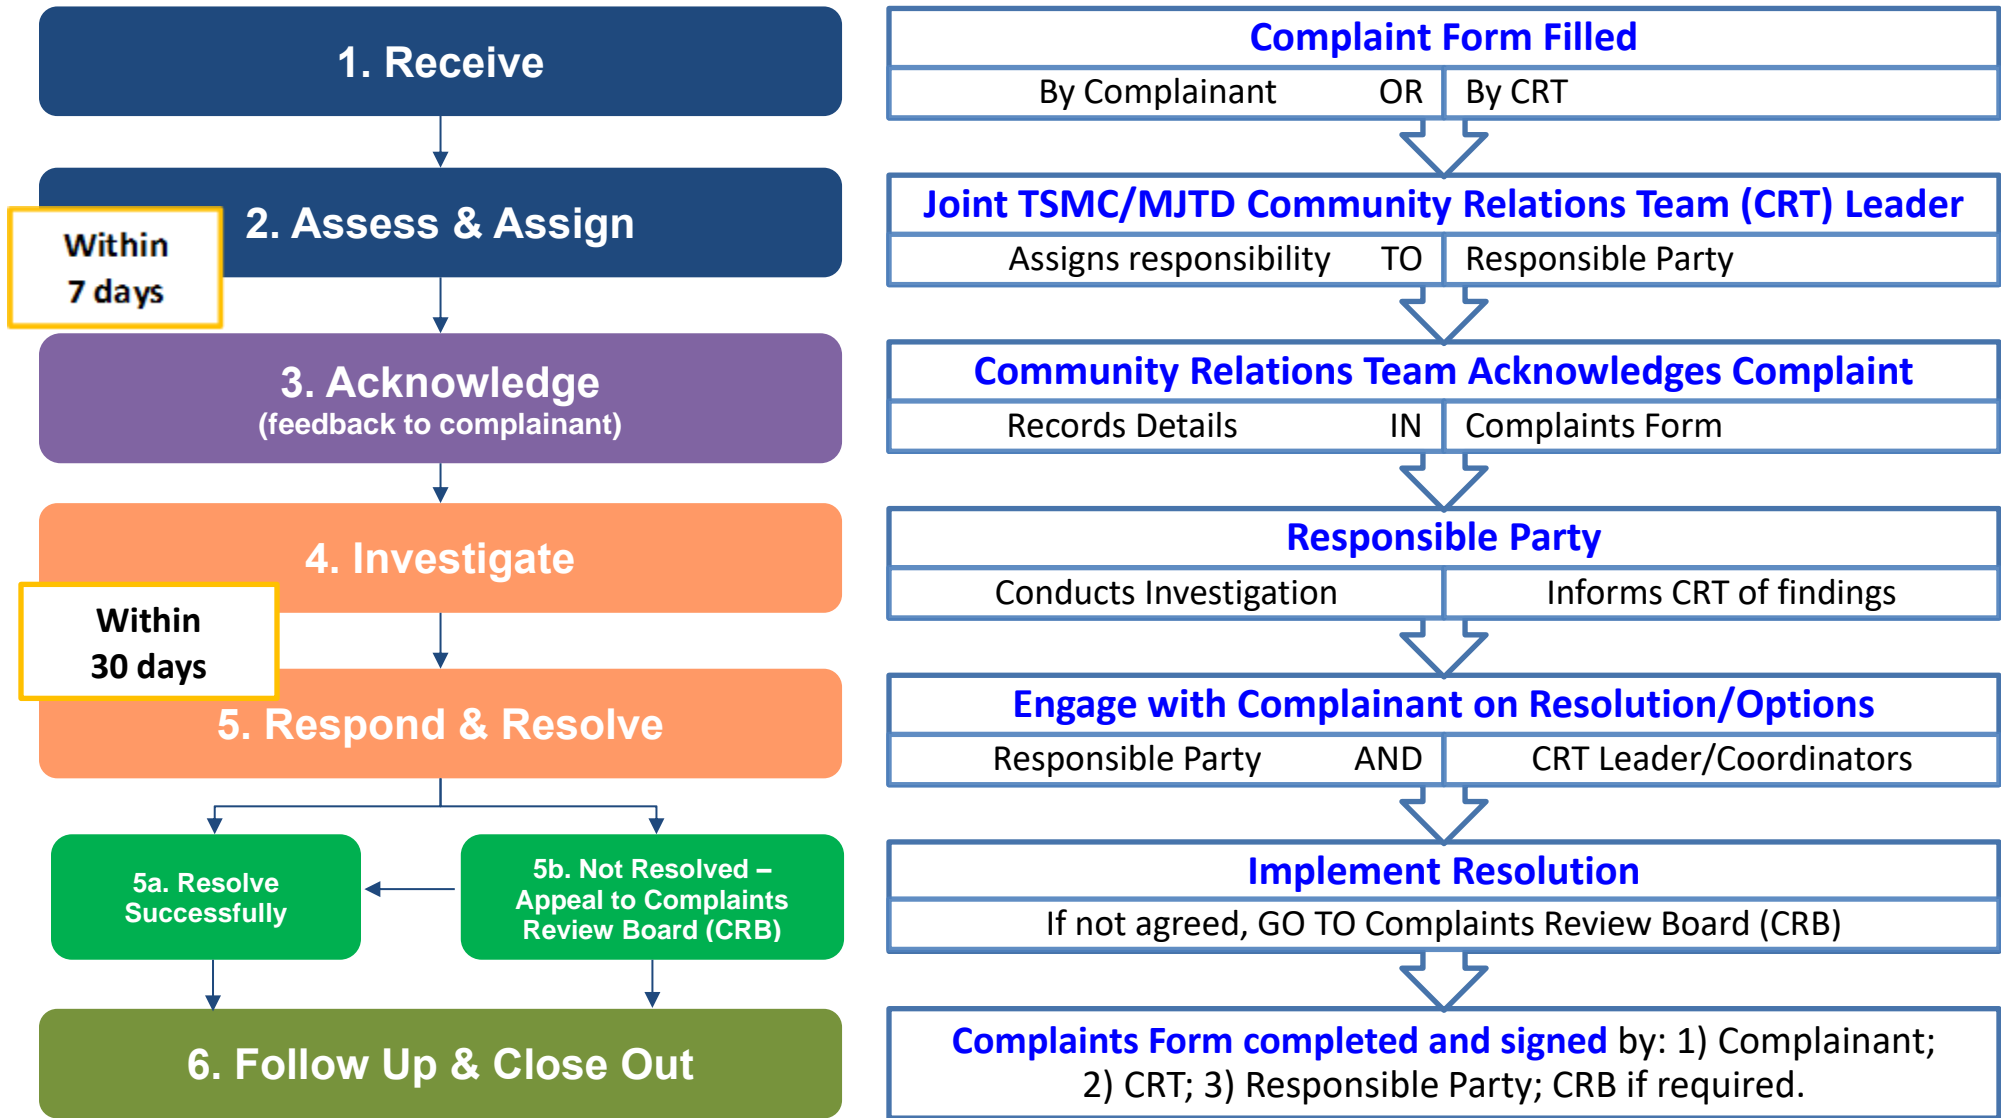 1. Receive
2. Assess & Assign
Within
7 days
3. Acknowledge
(feedback to complainant)
4. Investigate
Within
30 days
5. Respond & Resolve
5a. Resolve
Successfully
5b. Not Resolved –
Appeal to Complaints
Review Board (CRB)
6. Follow Up & Close Out
Complaint Form Filled
By Complainant OR By CRT
Joint TSMC/MJTD Community Relations Team (CRT) Leader
Assigns responsibility TO Responsible Party
Community Relations Team Acknowledges Complaint
Records Details IN Complaints Form
Responsible Party
Conducts Investigation Informs CRT of findings
Engage with Complainant on Resolution/Options
Responsible Party AND CRT Leader/Coordinators
Implement Resolution
If not agreed, GO TO Complaints Review Board (CRB)
Complaints Form completed and signed by: 1) Complainant;
2) CRT; 3) Responsible Party; CRB if required.